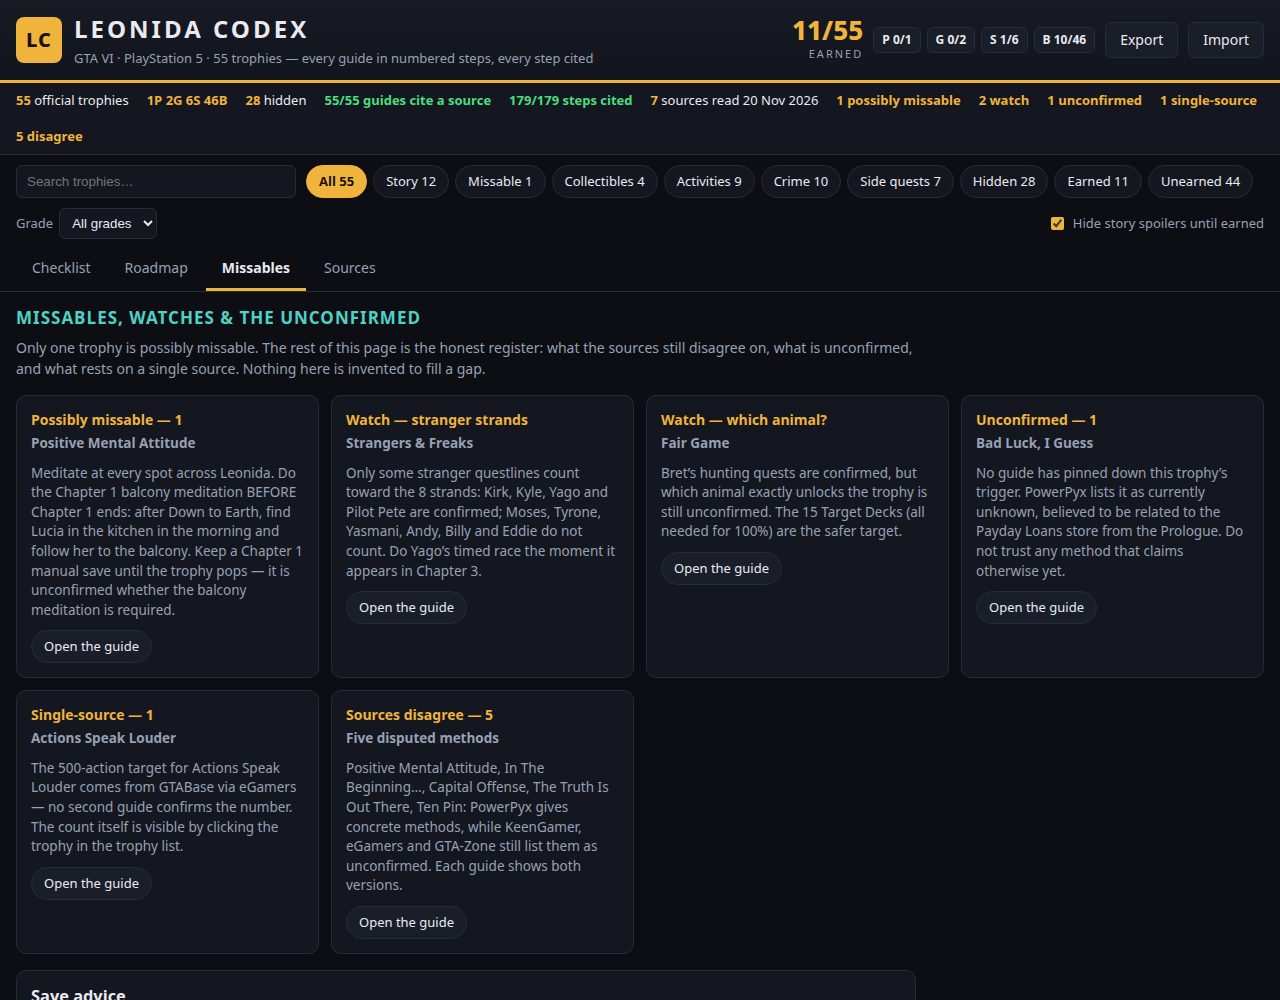 LC
LEONIDA CODEX
GTA VI · PlayStation 5 · 55 trophies — every guide in numbered steps, every step cited
11/55
EARNED
P 0/1
G 0/2
S 1/6
B 10/46
Export
Import
55 official trophies
1P 2G 6S 46B
28 hidden
55/55 guides cite a source
179/179 steps cited
7 sources read 20 Nov 2026
1 possibly missable
2 watch
1 unconfirmed
1 single-source
5 disagree
Search trophies…
All 55
Story 12
Missable 1
Collectibles 4
Activities 9
Crime 10
Side quests 7
Hidden 28
Earned 11
Unearned 44
Grade
All grades
Hide story spoilers until earned
Checklist
Roadmap
Missables
Sources
MISSABLES, WATCHES & THE UNCONFIRMED
Only one trophy is possibly missable. The rest of this page is the honest register: what the sources still disagree on, what is unconfirmed,
and what rests on a single source. Nothing here is invented to fill a gap.
Possibly missable — 1
Positive Mental Attitude
Meditate at every spot across Leonida. Do
the Chapter 1 balcony meditation BEFORE
Chapter 1 ends: after Down to Earth, find
Lucia in the kitchen in the morning and
follow her to the balcony. Keep a Chapter 1
manual save until the trophy pops — it is
unconfirmed whether the balcony
meditation is required.
Open the guide
Watch — stranger strands
Strangers & Freaks
Only some stranger questlines count
toward the 8 strands: Kirk, Kyle, Yago and
Pilot Pete are confirmed; Moses, Tyrone,
Yasmani, Andy, Billy and Eddie do not
count. Do Yago’s timed race the moment it
appears in Chapter 3.
Open the guide
Watch — which animal?
Fair Game
Bret’s hunting quests are confirmed, but
which animal exactly unlocks the trophy is
still unconfirmed. The 15 Target Decks (all
needed for 100%) are the safer target.
Open the guide
Unconfirmed — 1
Bad Luck, I Guess
No guide has pinned down this trophy’s
trigger. PowerPyx lists it as currently
unknown, believed to be related to the
Payday Loans store from the Prologue. Do
not trust any method that claims
otherwise yet.
Open the guide
Single-source — 1
Actions Speak Louder
The 500-action target for Actions Speak
Louder comes from GTABase via eGamers
— no second guide confirms the number.
The count itself is visible by clicking the
trophy in the trophy list.
Open the guide
Sources disagree — 5
Five disputed methods
Positive Mental Attitude, In The
Beginning…, Capital Offense, The Truth Is
Out There, Ten Pin: PowerPyx gives
concrete methods, while KeenGamer,
eGamers and GTA-Zone still list them as
unconfirmed. Each guide shows both
versions.
Open the guide
Save advice